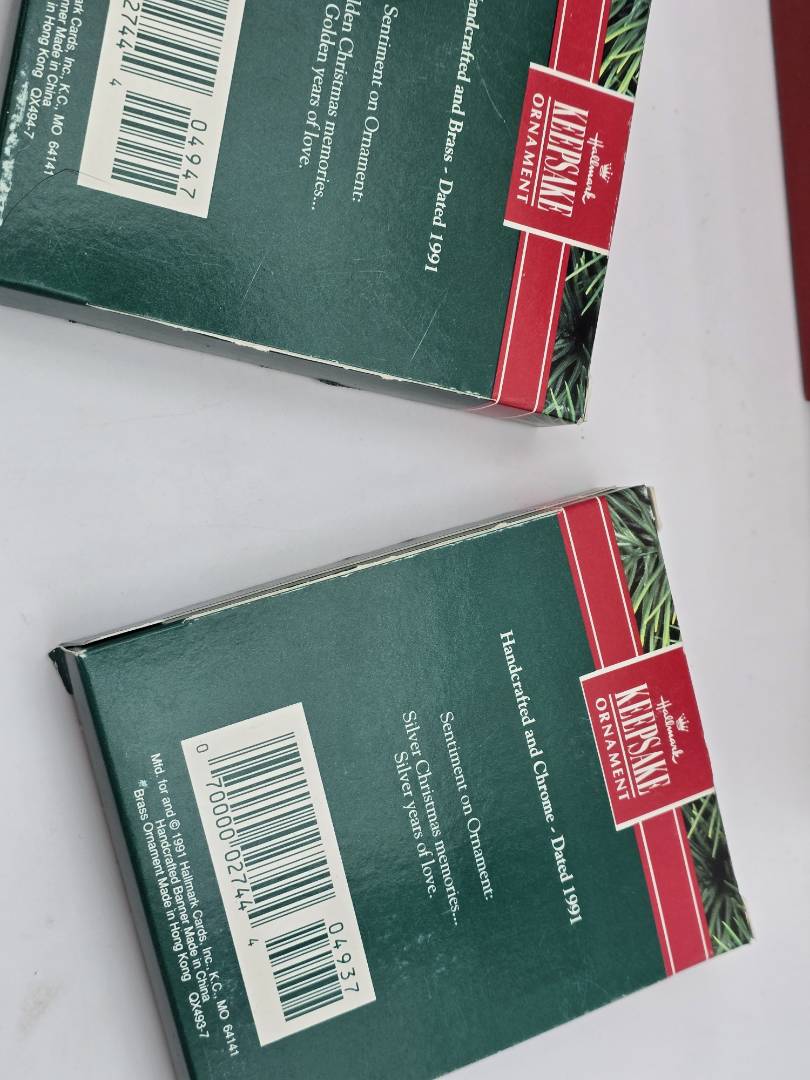 Hallmark
KEEPSAKE
ORNAMENT
andcrafted and Brass - Dated 1991
Sentiment on Ornament:
lden Christmas memories...
Golden years of love.
2744 4
04947
ark Cards, Inc., K.C., MO 64141
nner Made in China
in Hong Kong QX494-7
Hallmark
KEEPSAKE
ORNAMENT
Handcrafted and Chrome - Dated 1991
Sentiment on Ornament:
Silver Christmas memories...
Silver years of love.
0 70000 02744 4
04937
Mfd. for and © 1991 Hallmark Cards, Inc., K.C., MO 64141
Handcrafted Banner Made in China
*Brass Ornament Made in Hong Kong QX493-7